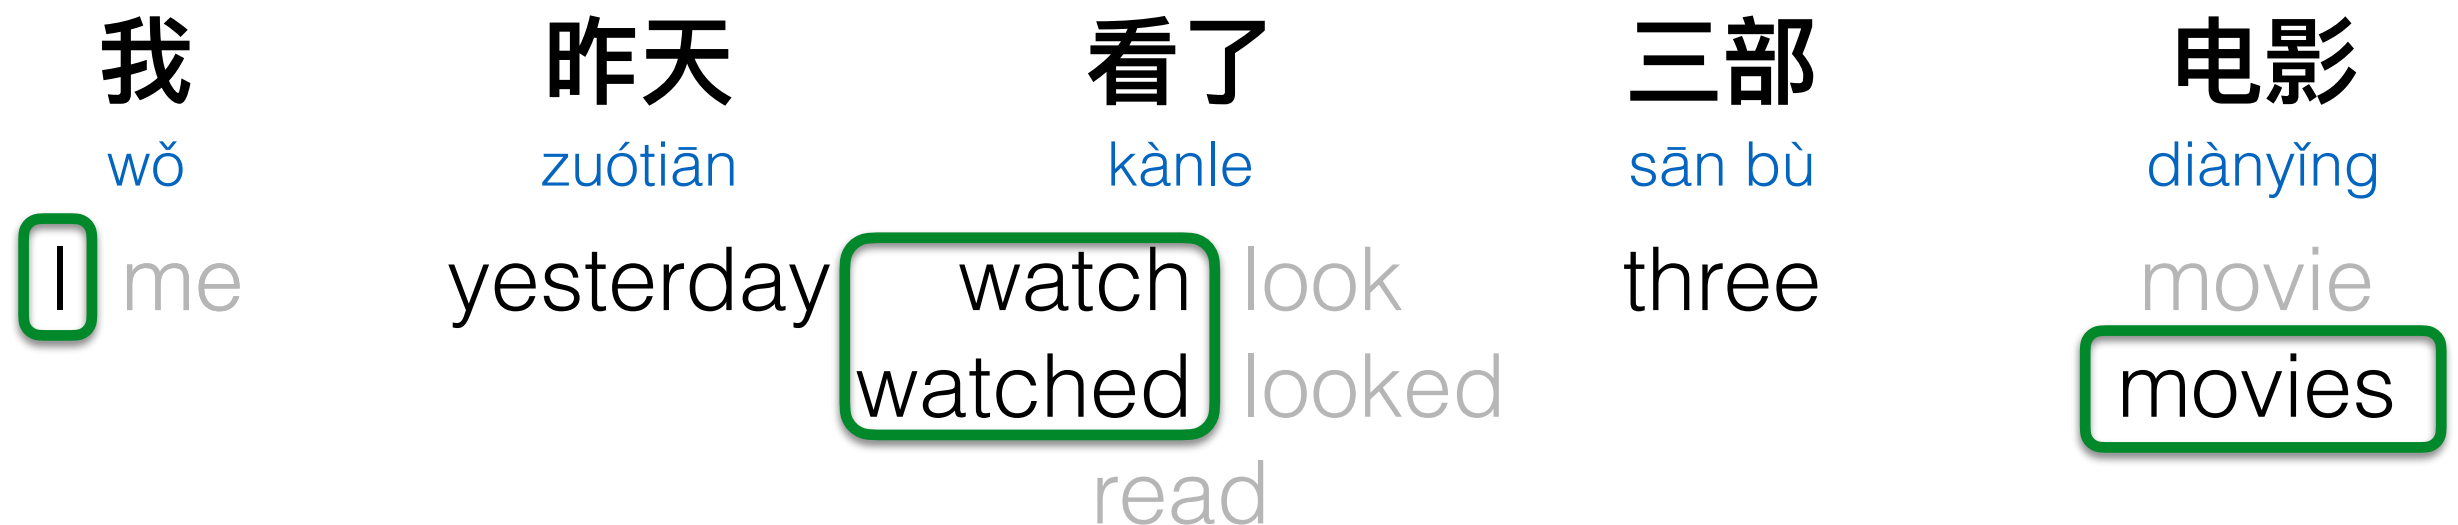 我 昨天 看了 三部 电影
wǒ zuótiān kànle sān bù diànyǐng
I me yesterday watch look three movie
watched looked movies
read